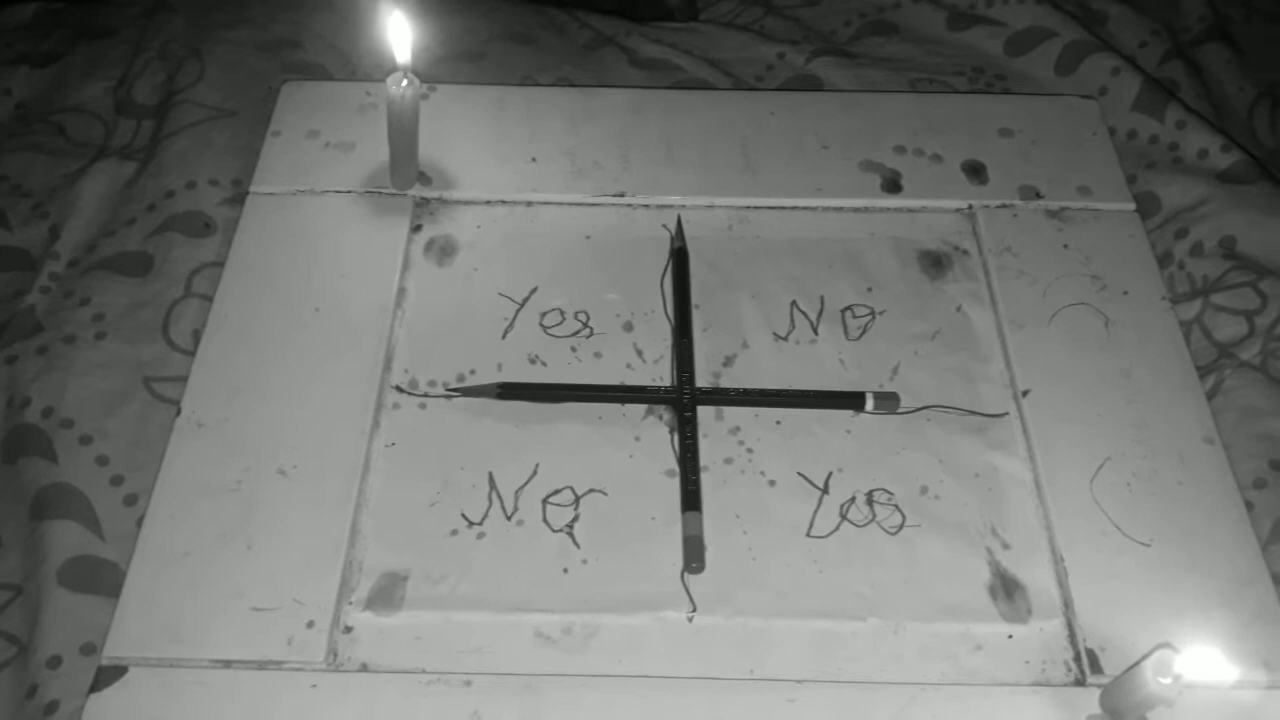 Yes No
No Yes